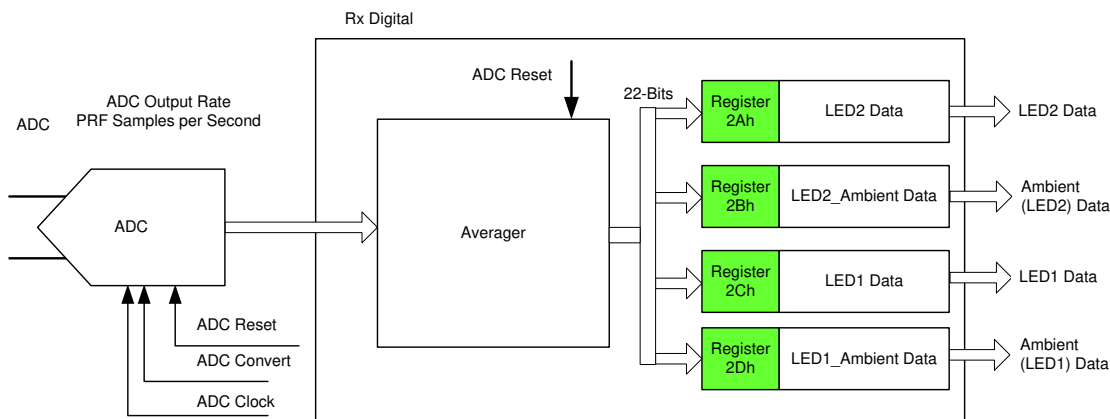 Rx Digital
ADC Reset
ADC Output Rate
PRF Samples per Second
ADC
22-Bits
Register
2Ah
LED2 Data
LED2 Data
Register
2Bh
LED2_Ambient Data
Ambient
(LED2) Data
ADC
Averager
Register
2Ch
LED1 Data
LED1 Data
ADC Reset
ADC Convert
ADC Clock
Register
2Dh
LED1_Ambient Data
Ambient
(LED1) Data